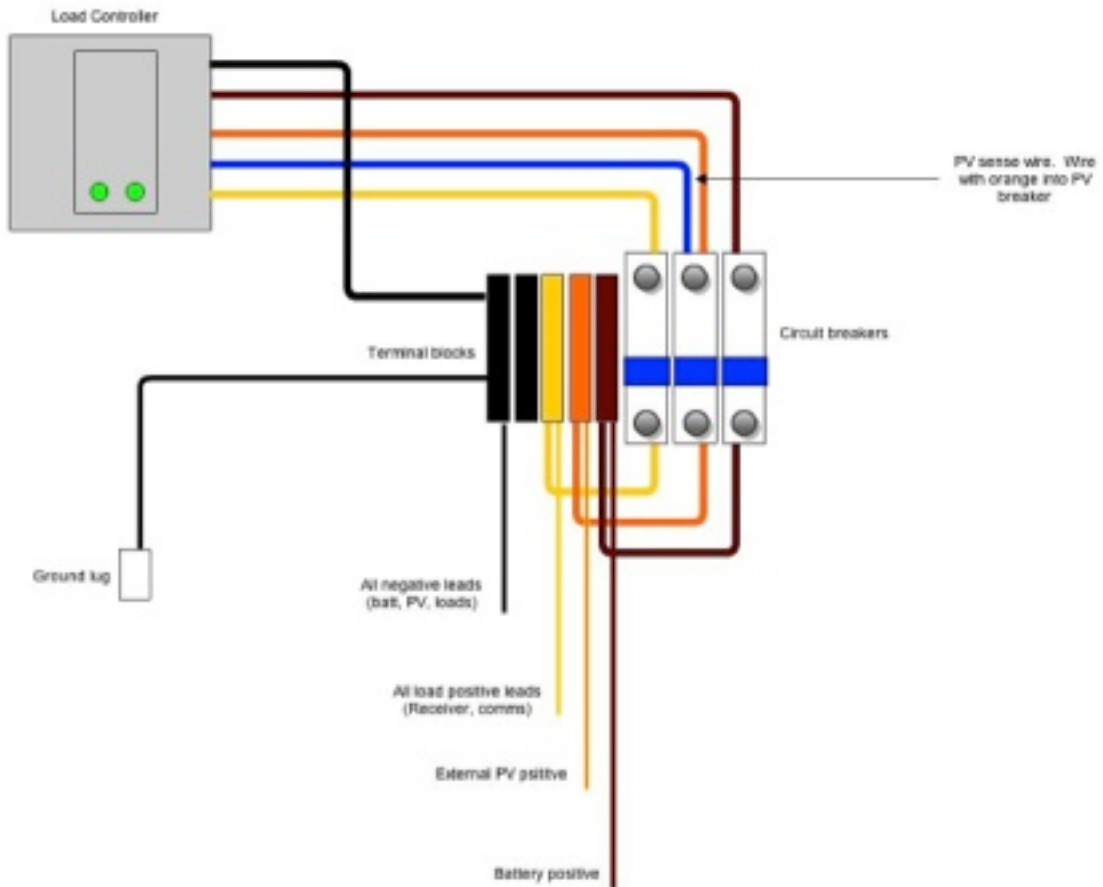 Load Controller
PV sense wire. Wire
with orange into PV
breaker
Circuit breakers
Terminal blocks
Ground lug
All negative leads
(batt, PV, loads)
All load positive leads
(Receiver, comms)
External PV psititve
Battery positive